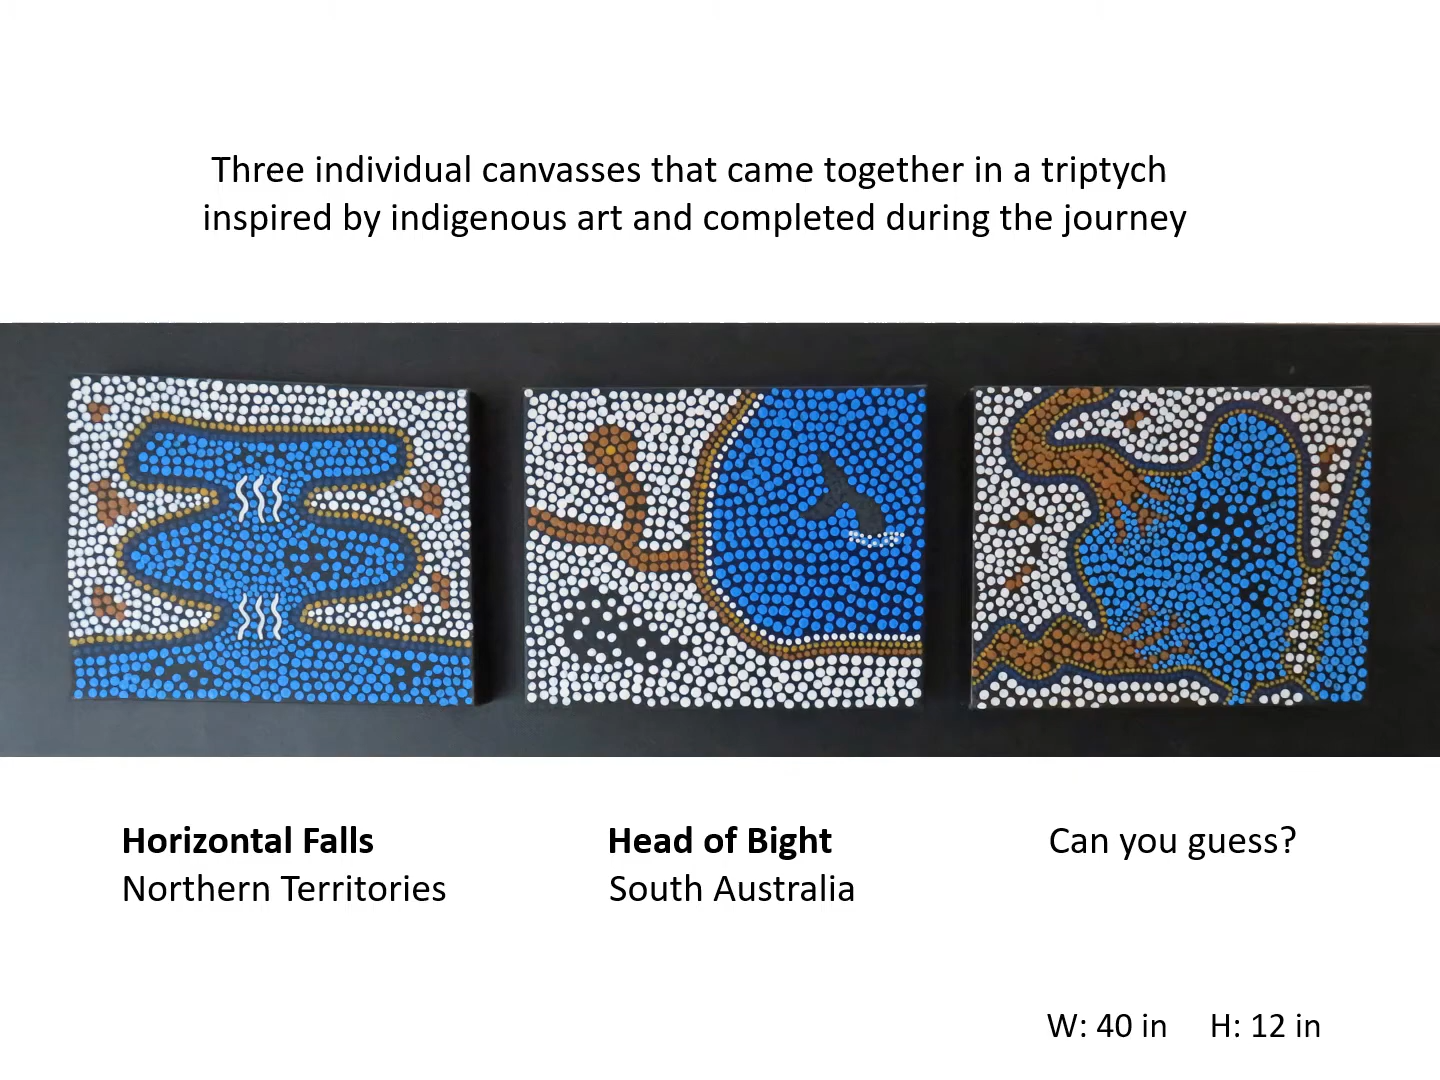 Three individual canvasses that came together in a triptych
inspired by indigenous art and completed during the journey
Horizontal Falls
Northern Territories
Head of Bight
South Australia
Can you guess?
W: 40 in H: 12 in